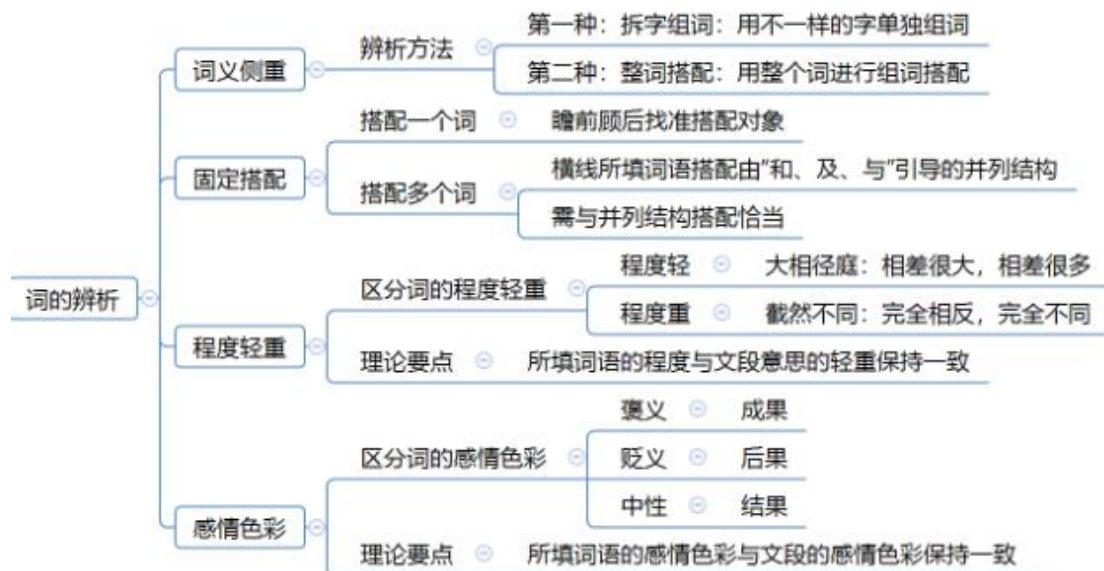 词的辨析
词义侧重
辨析方法
第一种：拆字组词：用不一样的字单独组词
第二种：整词搭配：用整个词进行组词搭配
固定搭配
搭配一个词
瞻前顾后找准搭配对象
搭配多个词
横线所填词语搭配由“和、及、与”引导的并列结构
需与并列结构搭配恰当
程度轻重
区分词的程度轻重
程度轻
大相径庭：相差很大，相差很多
程度重
截然不同：完全相反，完全不同
理论要点
所填词语的程度与文段意思的轻重保持一致
感情色彩
区分词的感情色彩
褒义
成果
贬义
后果
中性
结果
理论要点
所填词语的感情色彩与文段的感情色彩保持一致